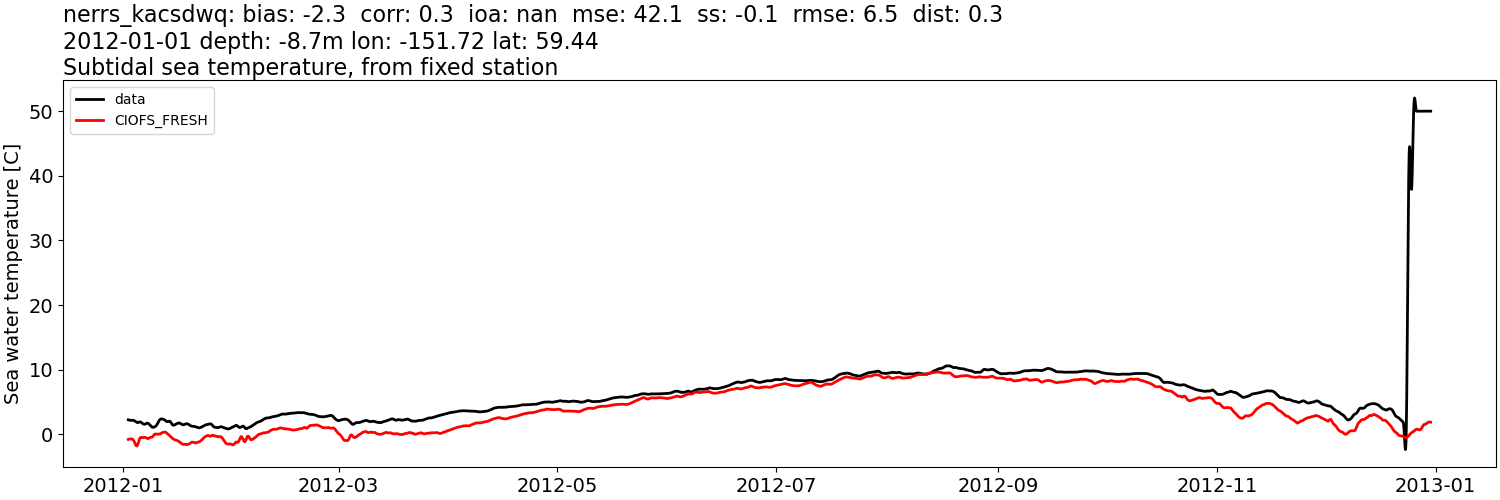 nerrs_kacsdwq: bias: -2.3  corr: 0.3  ioa: nan  mse: 42.1  ss: -0.1  rmse: 6.5  dist: 0.3
2012-01-01 depth: -8.7m lon: -151.72 lat: 59.44
Subtidal sea temperature, from fixed station
data
CIOFS_FRESH
Sea water temperature [C]
50
40
30
20
10
0
2012-01
2012-03
2012-05
2012-07
2012-09
2012-11
2013-01